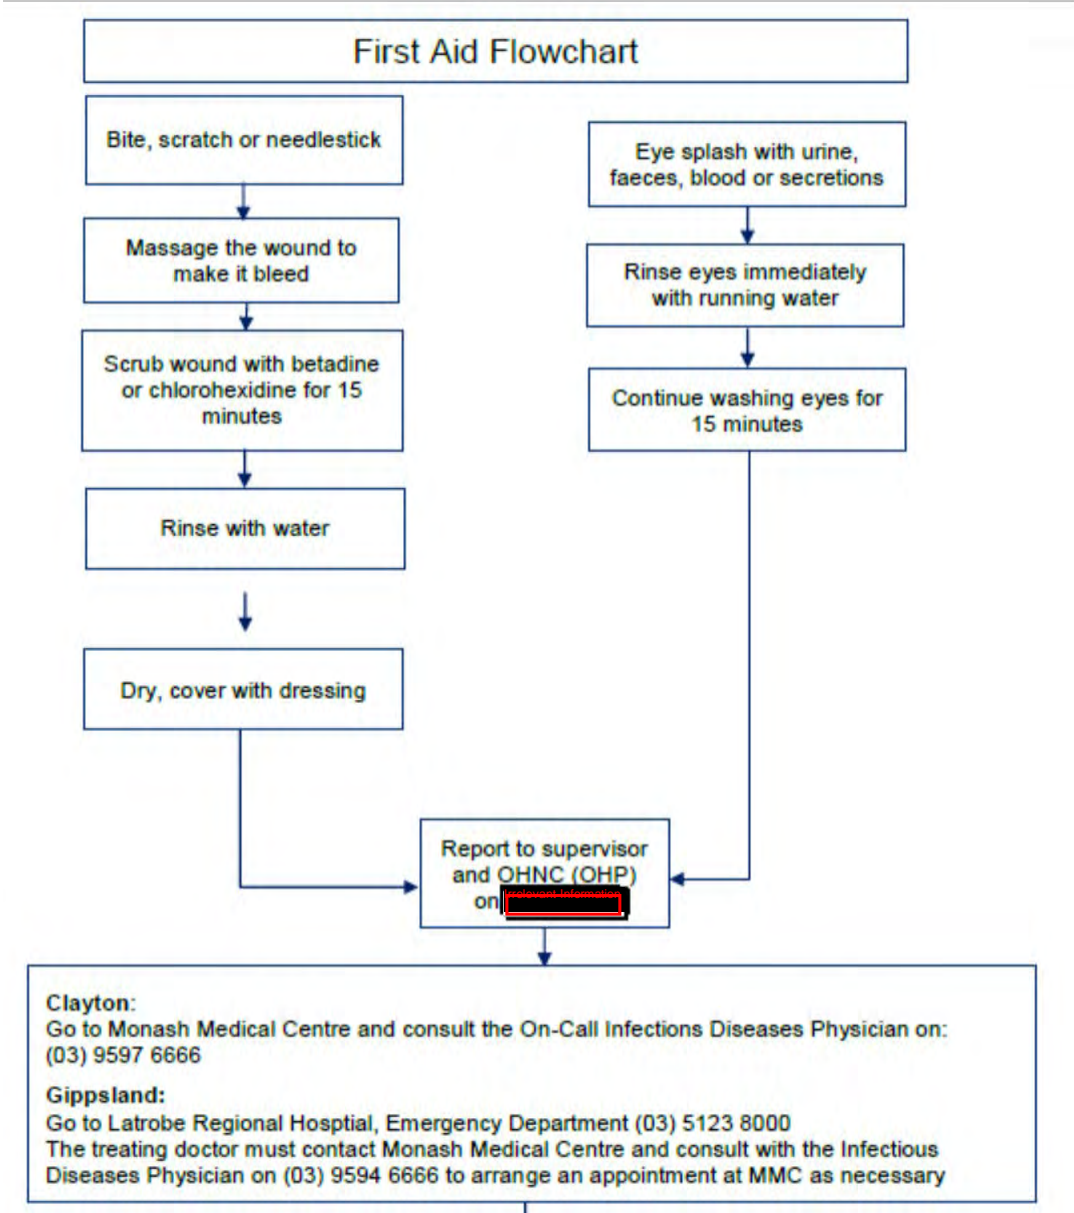 First Aid Flowchart
Bite, scratch or needlestick
Massage the wound to
make it bleed
Scrub wound with betadine
or chlorohexidine for 15
minutes
Rinse with water
Dry, cover with dressing
Eye splash with urine,
faeces, blood or secretions
Rinse eyes immediately
with running water
Continue washing eyes for
15 minutes
Report to supervisor
and OHNC (OHP)
on
Irrelevant Information
Clayton:
Go to Monash Medical Centre and consult the On-Call Infections Diseases Physician on:
(03) 9597 6666
Gippsland:
Go to Latrobe Regional Hosptial, Emergency Department (03) 5123 8000
The treating doctor must contact Monash Medical Centre and consult with the Infectious
Diseases Physician on (03) 9594 6666 to arrange an appointment at MMC as necessary